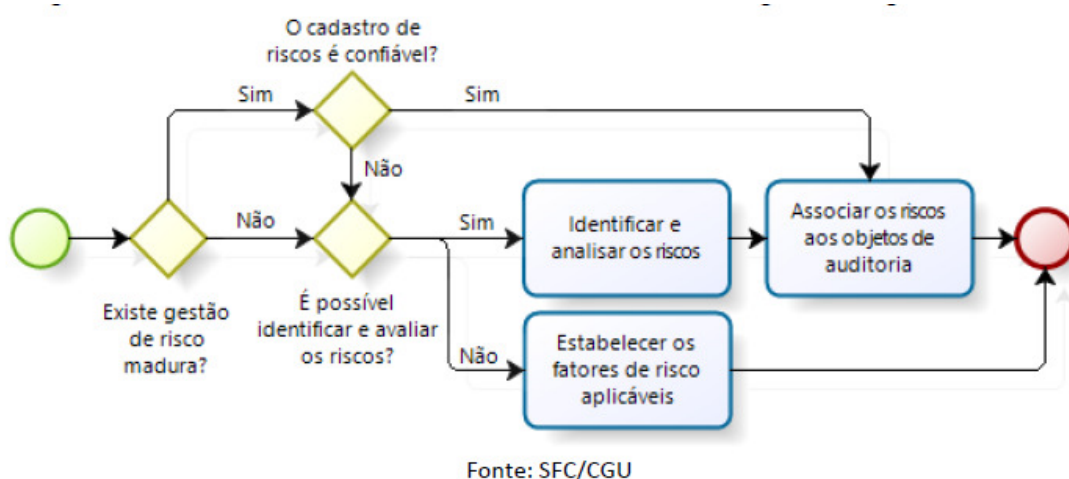 O cadastro de
riscos é confiável?
Sim
Sim
Não
Não
Sim
Identificar e
analisar os riscos
Associar os riscos
aos objetos de
auditoria
Existe gestão
de risco
madura?
É possível
identificar e avaliar
os riscos?
Não
Estabelecer os
fatores de risco
aplicáveis
Fonte: SFC/CGU